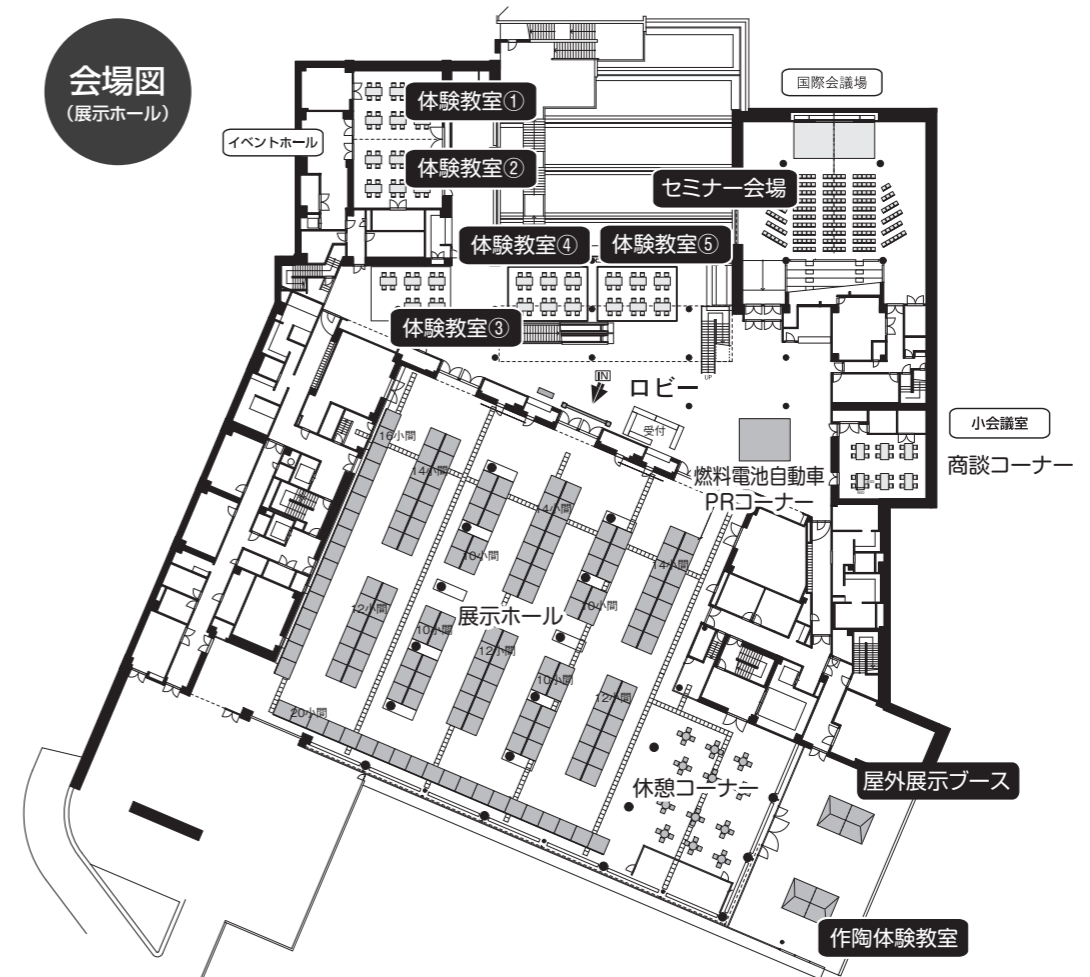 会場図
(展示ホール)
国際会議場
体験教室①
イベントホール
体験教室②
セミナー会場
体験教室④
体験教室⑤
体験教室③
IN
ロビー
UP
受付
小会議室
商談コーナー
16小間
14小間
燃料電池自動車
PRコーナー
14小間
10小間
14小間
12小間
10小間
展示ホール
10小間
12小間
10小間
12小間
20小間
休憩コーナー
屋外展示ブース
作陶体験教室